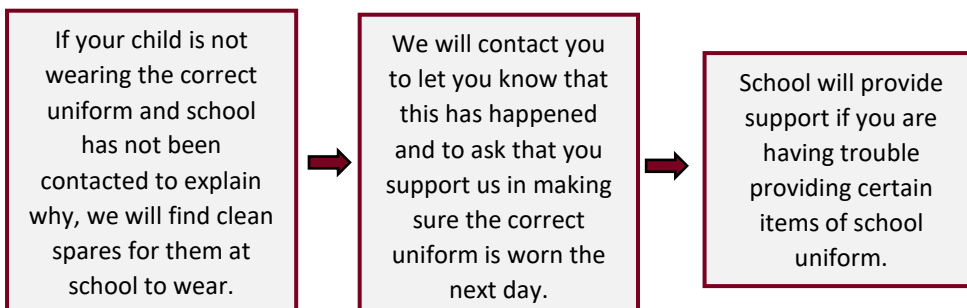 If your child is not
wearing the correct
uniform and school
has not been
contacted to explain
why, we will find clean
spares for them at
school to wear.
We will contact you
to let you know that
this has happened
and to ask that you
support us in making
sure the correct
uniform is worn the
next day.
School will provide
support if you are
having trouble
providing certain
items of school
uniform.